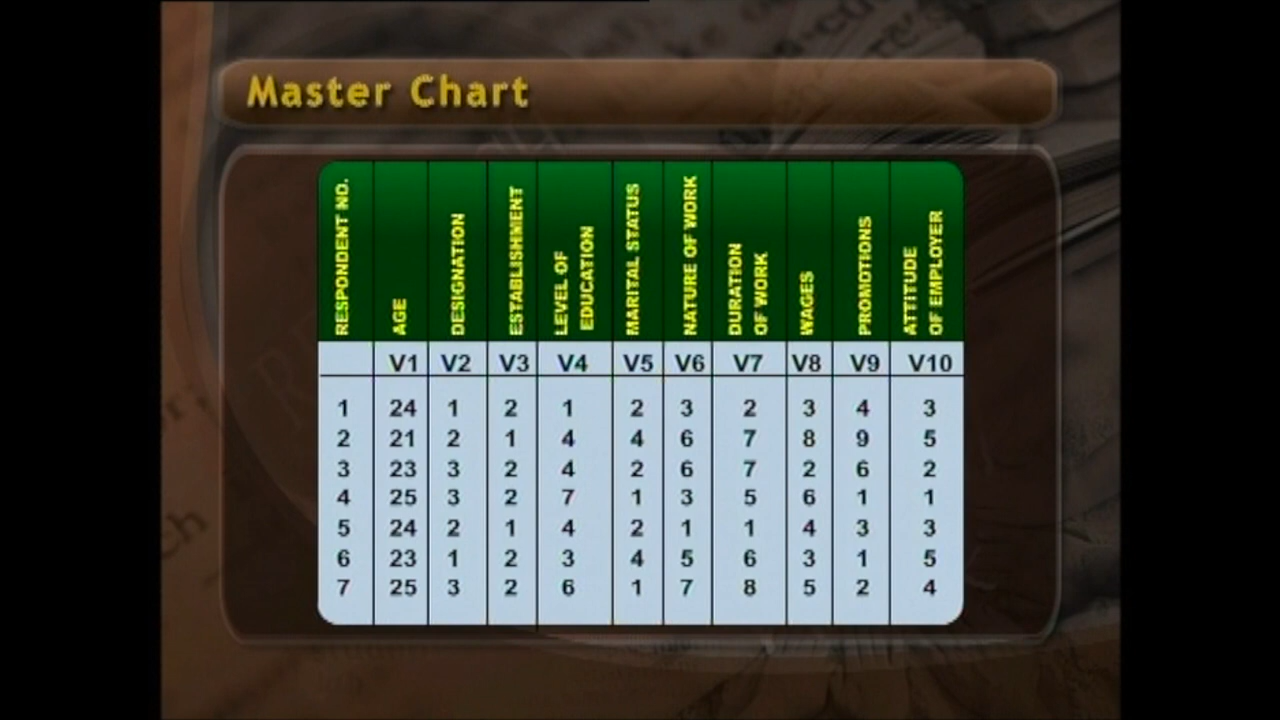 Master Chart
RESPONDENT NO. AGE DESIGNATION ESTABLISHMENT LEVEL OF EDUCATION MARITAL STATUS NATURE OF WORK DURATION OF WORK WAGES PROMOTIONS ATTITUDE OF EMPLOYER
V1 V2 V3 V4 V5 V6 V7 V8 V9 V10
1 24 1 2 1 2 3 2 3 4 3
2 21 2 1 4 4 6 7 8 9 5
3 23 3 2 4 2 6 7 2 6 2
4 25 3 2 7 1 3 5 6 1 1
5 24 2 1 4 2 1 1 4 3 3
6 23 1 2 3 4 5 6 3 1 5
7 25 3 2 6 1 7 8 5 2 4